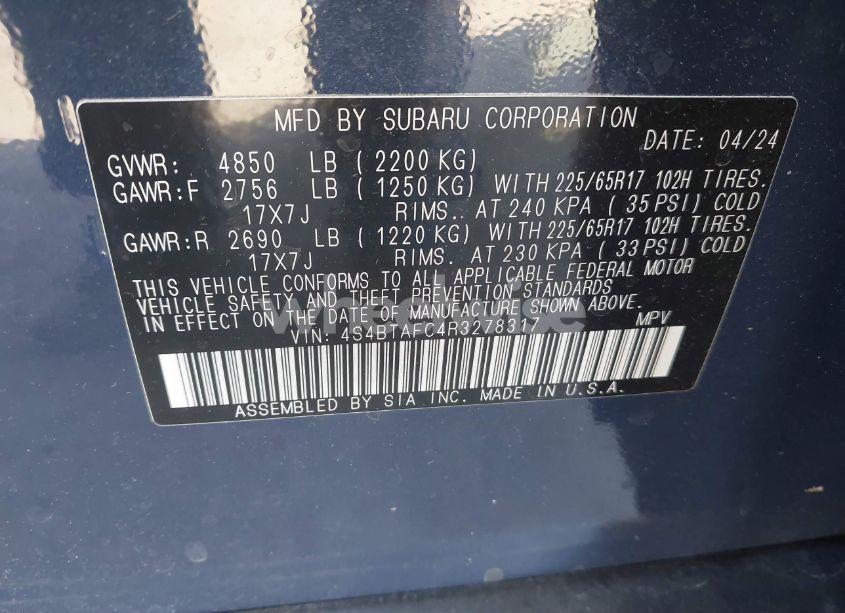 MFD BY SUBARU CORPORATION
DATE: 04/24
GVWR: 4850 LB ( 2200 KG)
GAWR:F 2756 LB ( 1250 KG) WITH 225/65R17 102H TIRES.
17X7J RIMS.. AT 240 KPA ( 35 PSI) COLD
GAWR:R 2690 LB ( 1220 KG) WITH 225/65R17 102H TIRES.
17X7J RIMS. AT 230 KPA ( 33 PSI) COLD
THIS VEHICLE CONFORMS TO ALL APPLICABLE FEDERAL MOTOR
VEHICLE SAFETY AND THEFT PREVENTION STANDARDS
IN EFFECT ON THE DATE OF MANUFACTURE SHOWN ABOVE.
VIN: 4S4BTAFC4R3278317 MPV
ASSEMBLED BY SIA INC. MADE IN U.S.A.